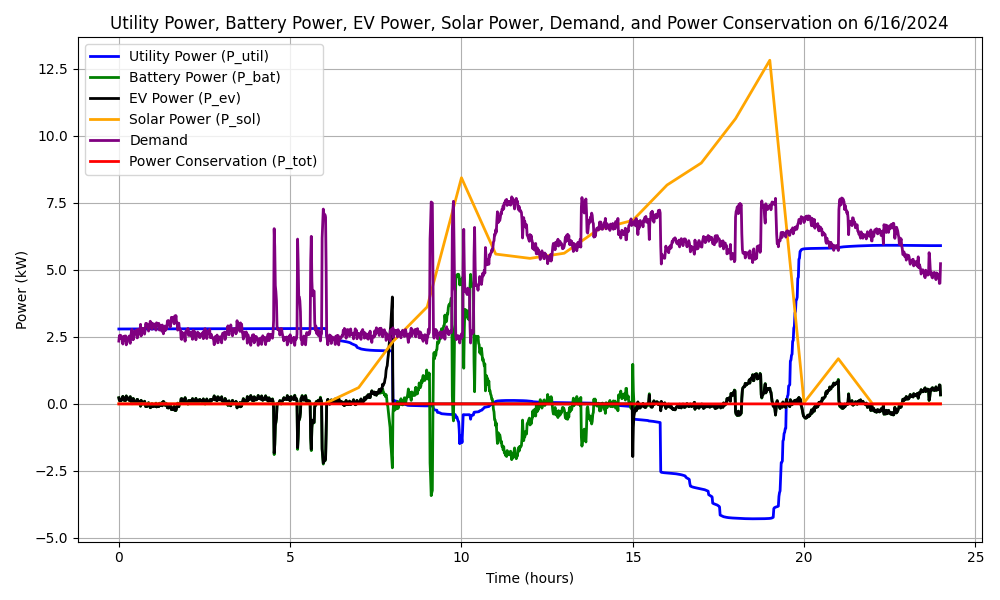 Utility Power, Battery Power, EV Power, Solar Power, Demand, and Power Conservation on 6/16/2024
Utility Power (P_util)
Battery Power (P_bat)
EV Power (P_ev)
Solar Power (P_sol)
Demand
Power Conservation (P_tot)
Power (kW)
12.5
10.0
7.5
5.0
2.5
0.0
−2.5
−5.0
0 5 10 15 20 25
Time (hours)